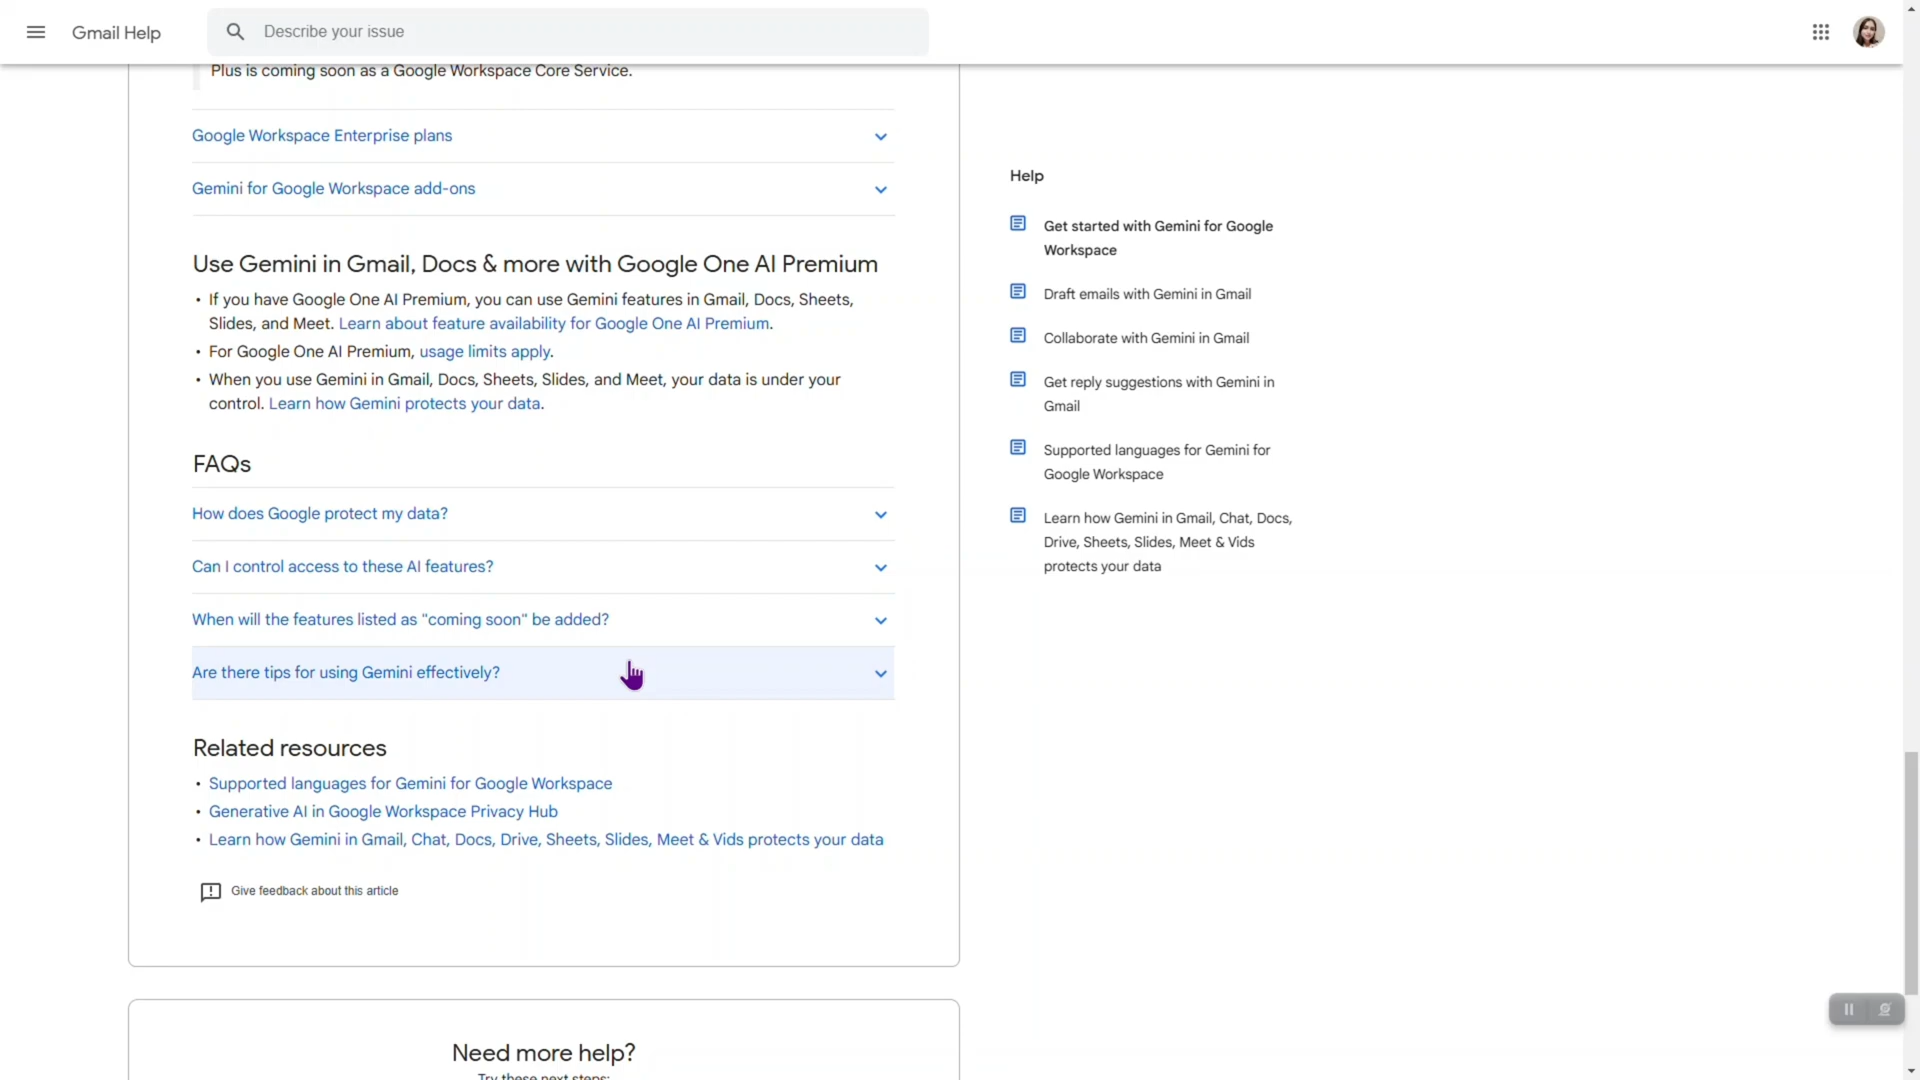 Gmail Help
Describe your issue
Plus is coming soon as a Google Workspace Core Service.
Google Workspace Enterprise plans
Gemini for Google Workspace add-ons
Use Gemini in Gmail, Docs & more with Google One AI Premium
• If you have Google One AI Premium, you can use Gemini features in Gmail, Docs, Sheets,
Slides, and Meet. Learn about feature availability for Google One AI Premium.
• For Google One AI Premium, usage limits apply.
• When you use Gemini in Gmail, Docs, Sheets, Slides, and Meet, your data is under your
control. Learn how Gemini protects your data.
FAQs
How does Google protect my data?
Can I control access to these AI features?
When will the features listed as "coming soon" be added?
Are there tips for using Gemini effectively?
Related resources
• Supported languages for Gemini for Google Workspace
• Generative AI in Google Workspace Privacy Hub
• Learn how Gemini in Gmail, Chat, Docs, Drive, Sheets, Slides, Meet & Vids protects your data
Give feedback about this article
Need more help?
Try these next steps:
Help
Get started with Gemini for Google
Workspace
Draft emails with Gemini in Gmail
Collaborate with Gemini in Gmail
Get reply suggestions with Gemini in
Gmail
Supported languages for Gemini for
Google Workspace
Learn how Gemini in Gmail, Chat, Docs,
Drive, Sheets, Slides, Meet & Vids
protects your data